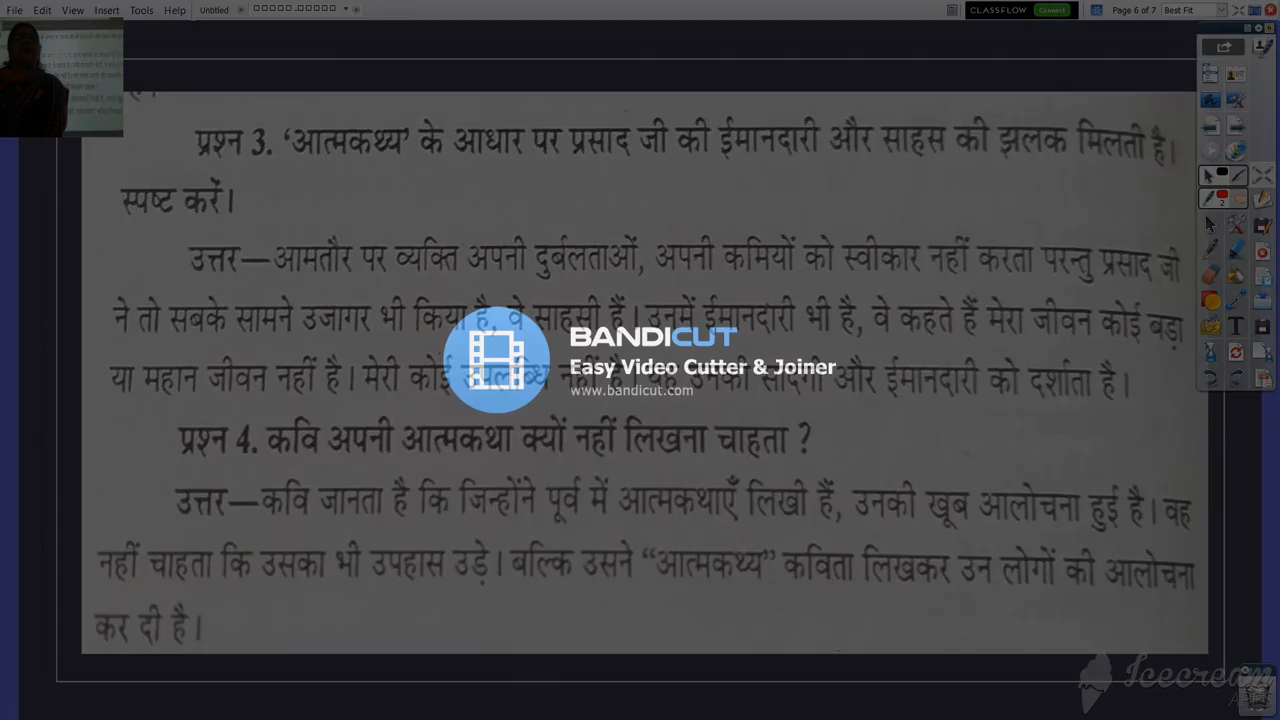 File Edit View Insert Tools Help Untitled CLASSFLOW Connect Page 6 of 7 Best Fit
प्रश्न 3. ‘आत्मकथ्य’ के आधार पर प्रसाद जी की ईमानदारी और साहस की झलक मिलती है।
स्पष्ट करें।
उत्तर—आमतौर पर व्यक्ति अपनी दुर्बलताओं, अपनी कमियों को स्वीकार नहीं करता परन्तु प्रसाद जी
ने तो सबके सामने उजागर भी किया है, वे साहसी हैं। उनमें ईमानदारी भी है, वे कहते हैं मेरा जीवन कोई बड़ा
BANDICUT
या महान जीवन नहीं है। मेरी कोई उपलब्धि नहीं है। उनकी सादगी और ईमानदारी को दर्शाता है।
Easy Video Cutter & Joiner
www.bandicut.com
प्रश्न 4. कवि अपनी आत्मकथा क्यों नहीं लिखना चाहता ?
उत्तर—कवि जानता है कि जिन्होंने पूर्व में आत्मकथाएँ लिखी हैं, उनकी खूब आलोचना हुई है। वह
नहीं चाहता कि उसका भी उपहास उड़े। बल्कि उसने “आत्मकथ्य” कविता लिखकर उन लोगों की आलोचना
कर दी है।
Icecream
APPS